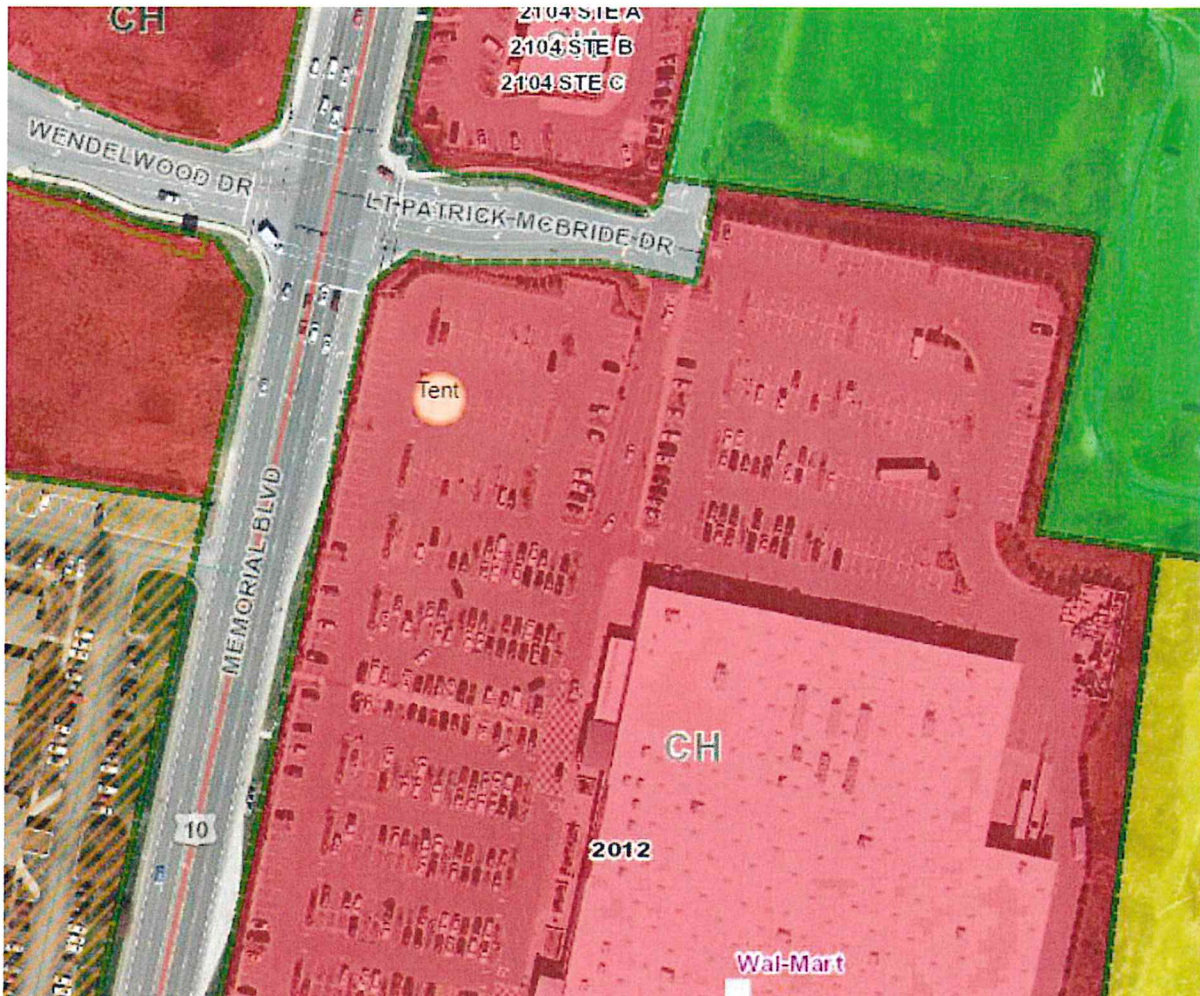 CH
2104 STE A
2104 STE B
2104 STE C
WENDELWOOD DR
LT PATRICK MCBRIDE DR
Tent
MEMORIAL BLVD
CH
10
2012
Wal-Mart